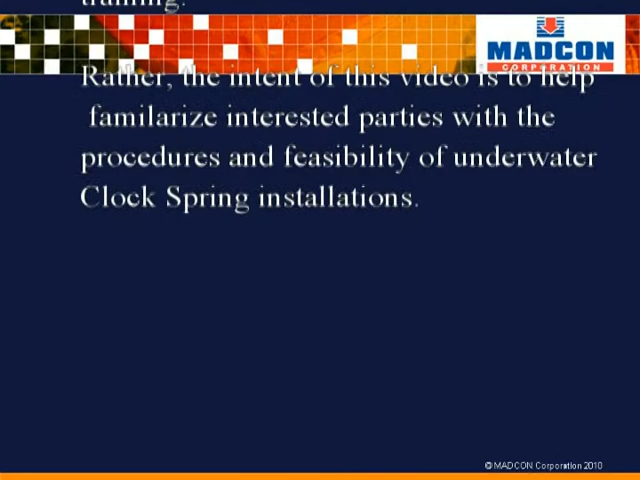 training.
MADCON
CORPORATION
Rather, the intent of this video is to help
familarize interested parties with the
procedures and feasibility of underwater
Clock Spring installations.
© MADCON Corporation 2010